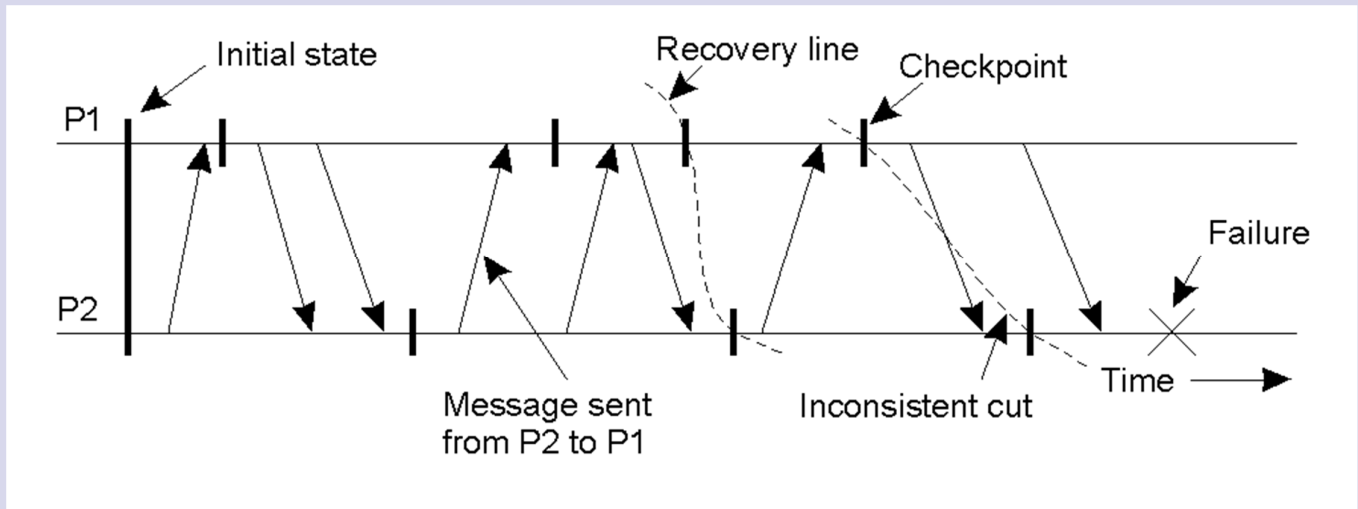 Initial state
Recovery line
Checkpoint
P1
Failure
P2
Time
Message sent
from P2 to P1
Inconsistent cut